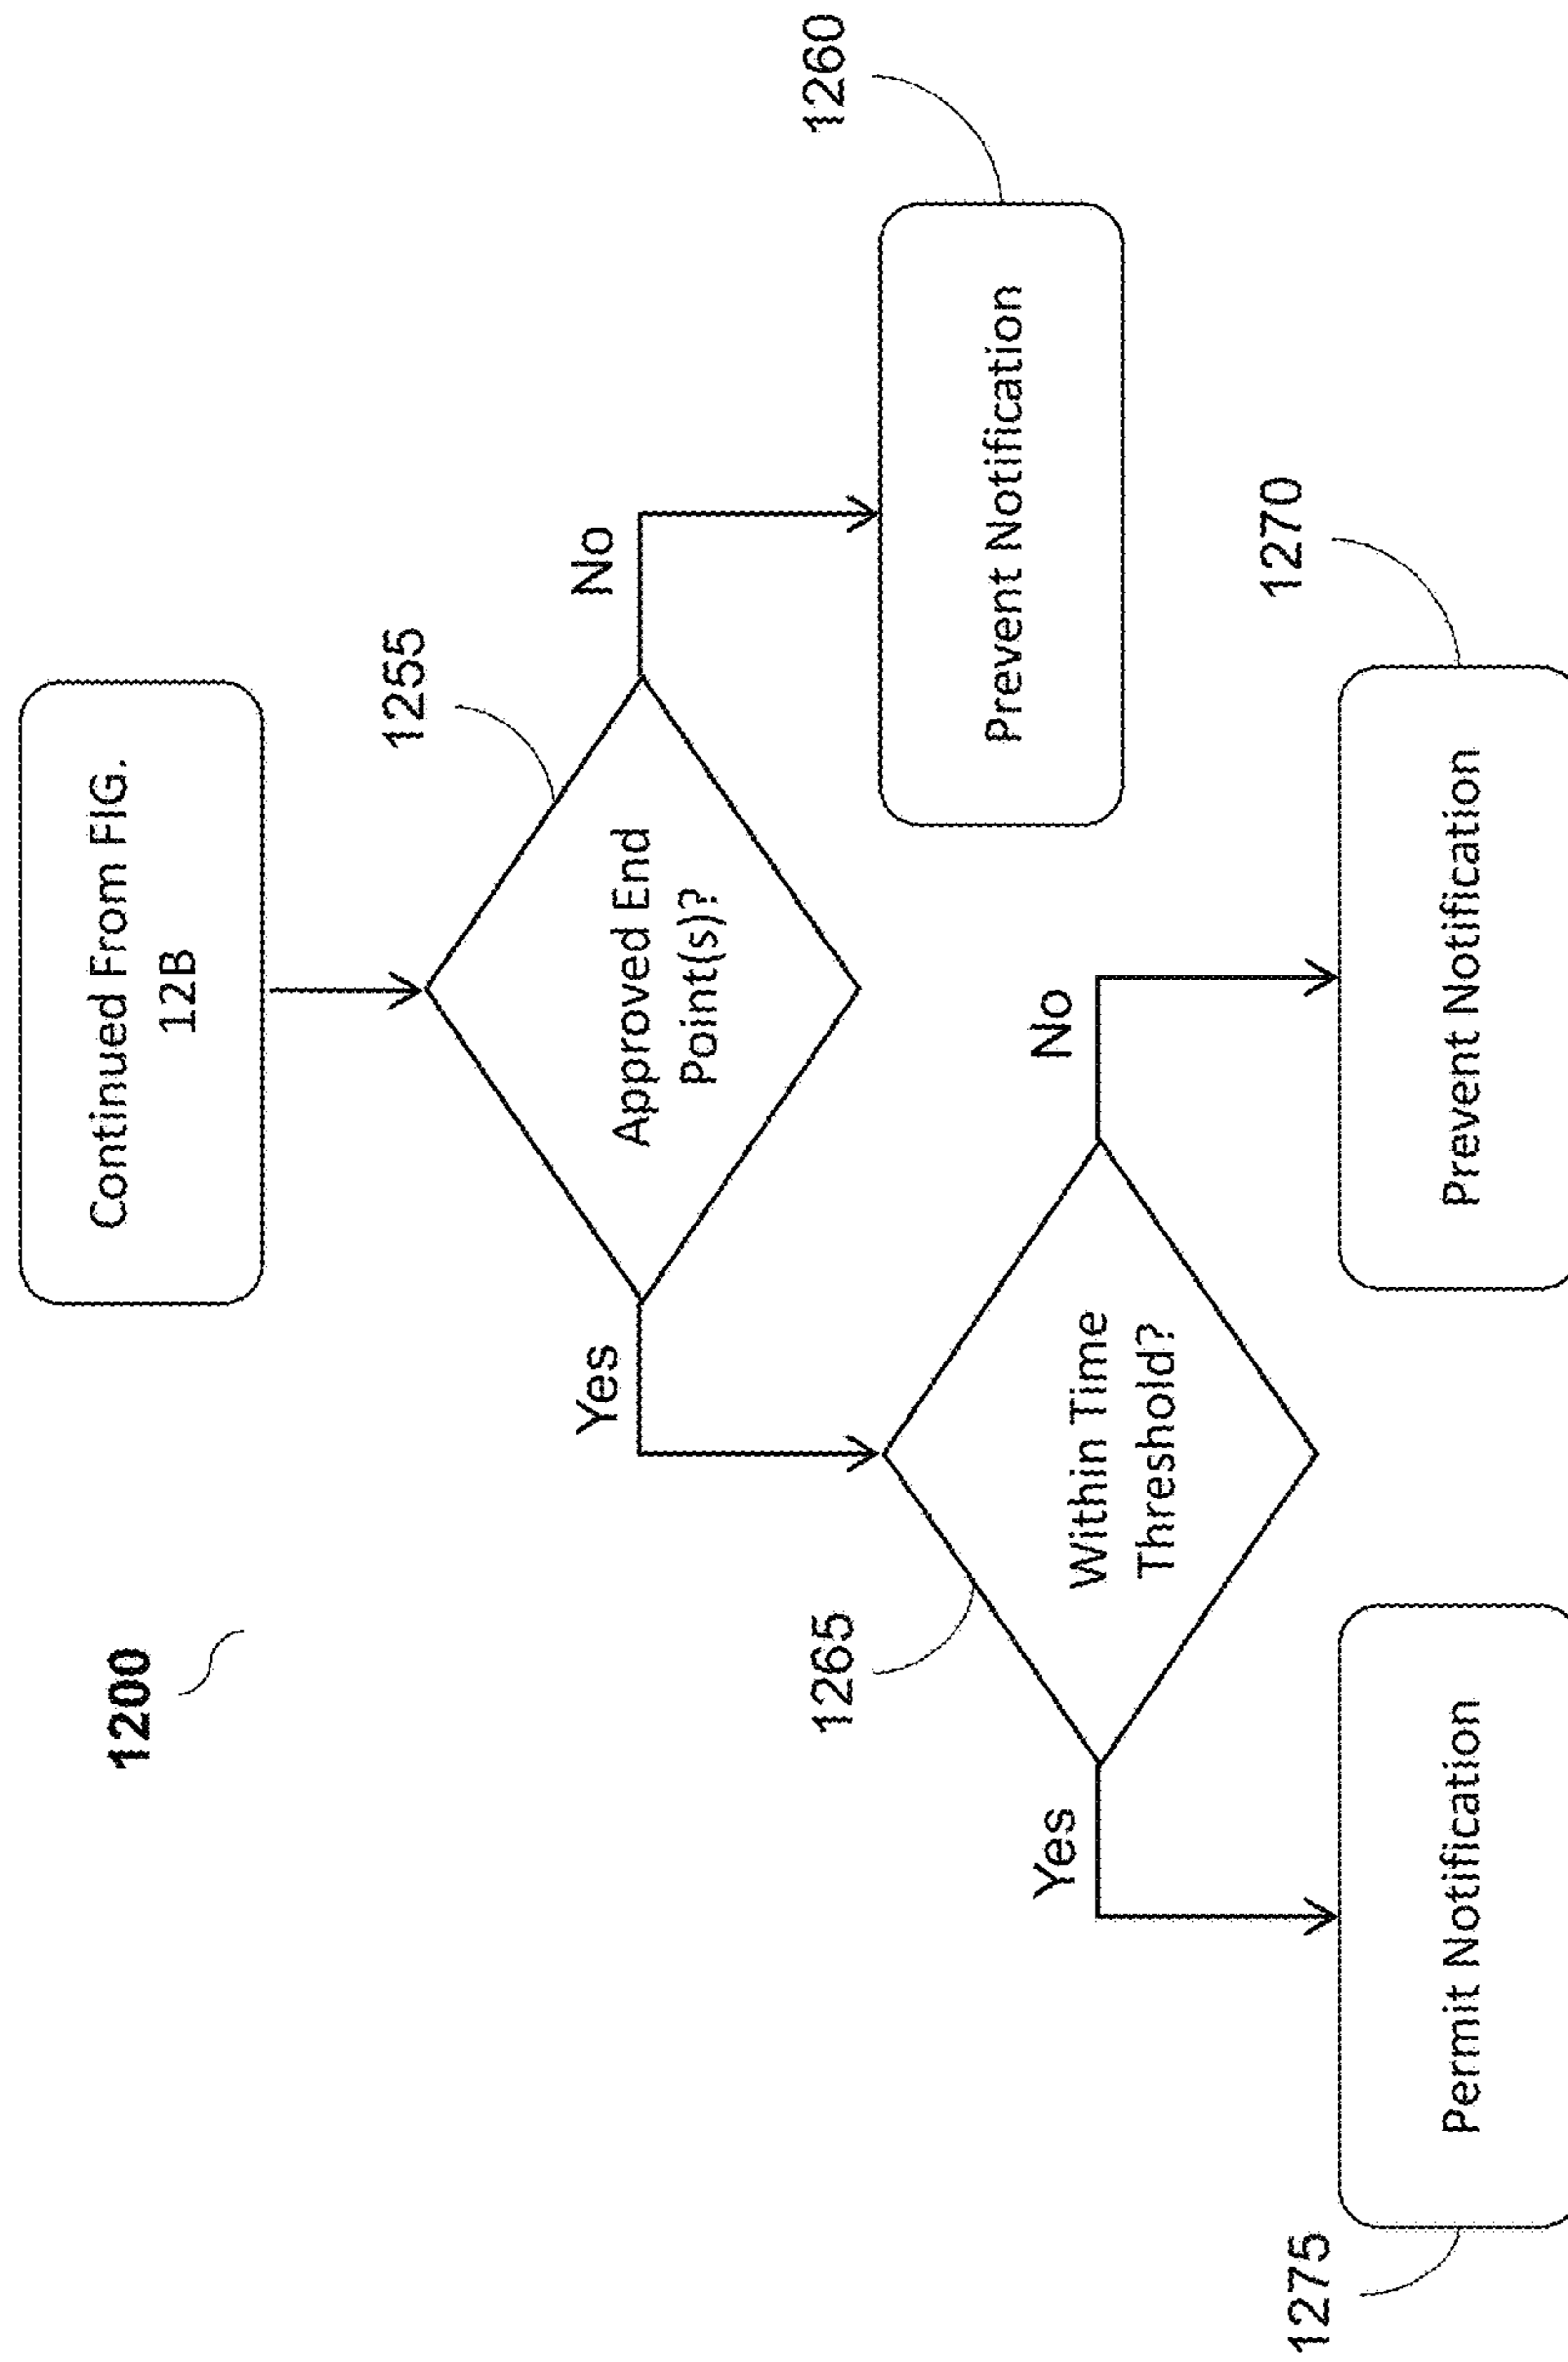 1200
Continued From FIG.
12B
1255
Approved End
Point(s)?
Yes
No
1260
Prevent Notification
1265
Within Time
Threshold?
Yes
No
1270
Prevent Notification
1275
Permit Notification